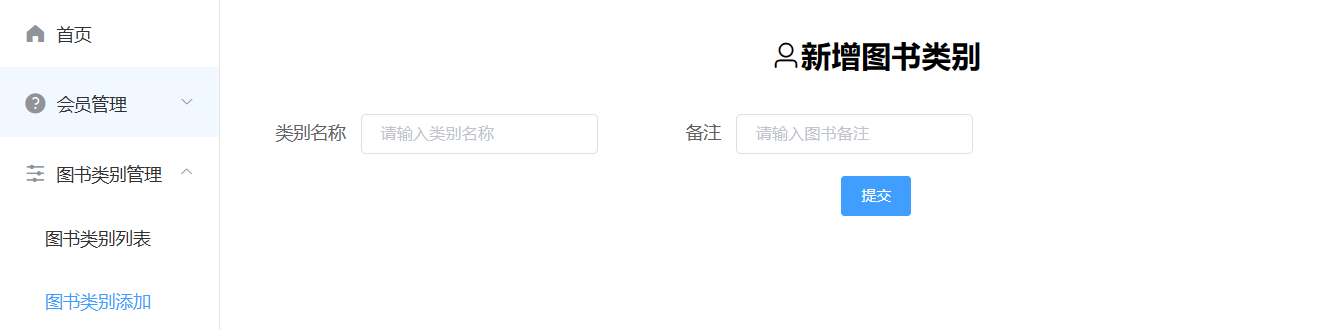 首页
会员管理
图书类别管理
图书类别列表
图书类别添加
新增图书类别
类别名称 请输入类别名称 备注 请输入图书备注
提交